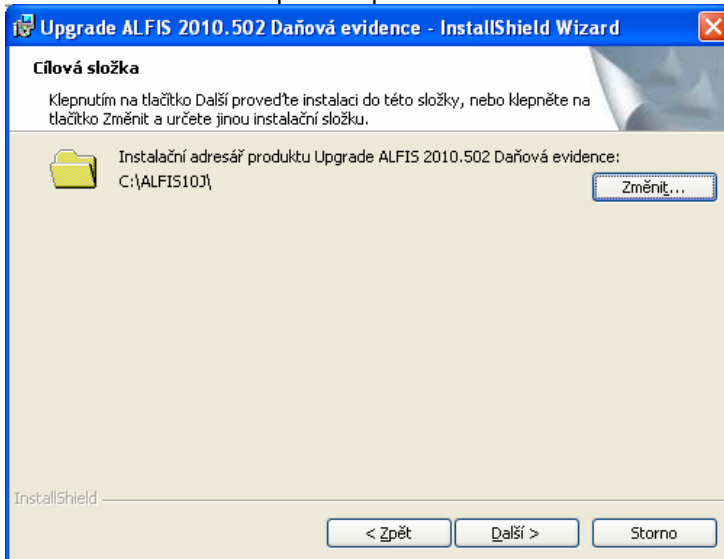 Upgrade ALFIS 2010.502 Daňová evidence - InstallShield Wizard
Cílová složka
Klepnutím na tlačítko Další proveďte instalaci do této složky, nebo klepněte na
tlačítko Změnit a určete jinou instalační složku.
Instalační adresář produktu Upgrade ALFIS 2010.502 Daňová evidence:
C:\ALFIS10J\
Změnit...
InstallShield
< Zpět
Další >
Storno